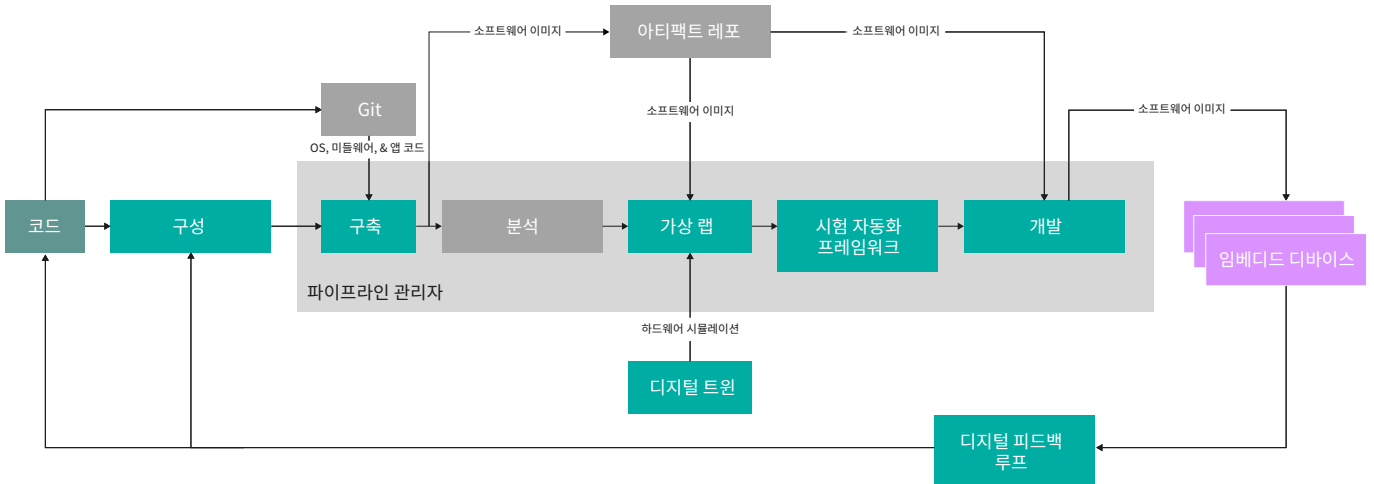 소프트웨어 이미지
아티팩트 레포
소프트웨어 이미지
Git
소프트웨어 이미지
소프트웨어 이미지
OS, 미들웨어, & 앱 코드
코드
구성
구축
분석
가상 랩
시험 자동화
프레임워크
개발
임베디드 디바이스
파이프라인 관리자
하드웨어 시뮬레이션
디지털 트윈
디지털 피드백
루프